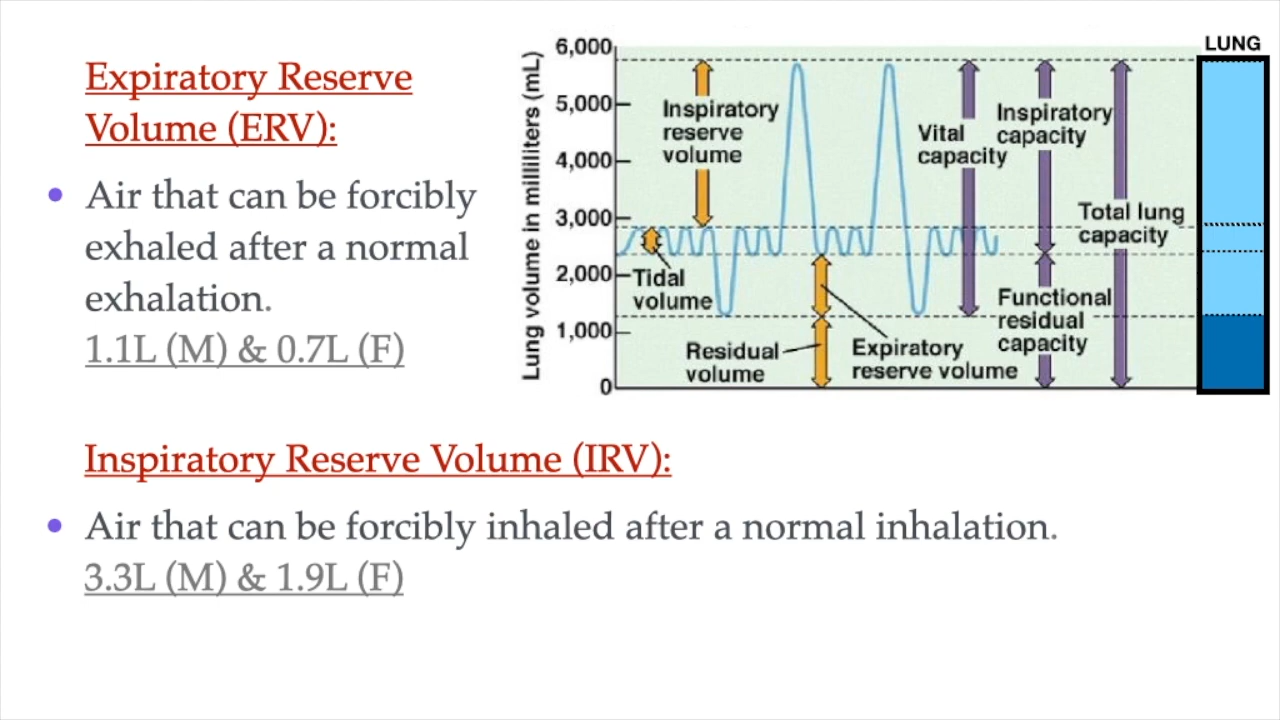 Expiratory Reserve
Volume (ERV):
• Air that can be forcibly
exhaled after a normal
exhalation.
1.1L (M) & 0.7L (F)
Lung volume in milliliters (mL)
6,000
5,000
4,000
3,000
2,000
1,000
0
Inspiratory
reserve
volume
Tidal
volume
Residual
volume
Expiratory
reserve volume
Vital
capacity
Inspiratory
capacity
Functional
residual
capacity
Total lung
capacity
LUNG
Inspiratory Reserve Volume (IRV):
• Air that can be forcibly inhaled after a normal inhalation.
3.3L (M) & 1.9L (F)